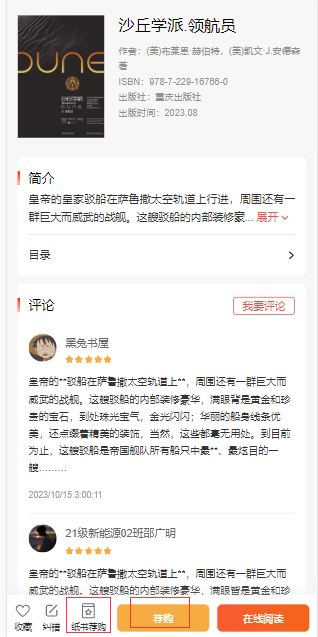 沙丘学派.领航员
作者：(美)布莱恩·赫伯特，(美)凯文·J.安德森
著
ISBN：978-7-229-16766-0
出版社：重庆出版社
出版时间：2023.08
DUNE
简介
皇帝的皇家驳船在萨鲁撒太空轨道上行进，周围还有一
群巨大而威武的战舰。这艘驳船的内部装修豪... 展开
目录
评论
我要评论
黑兔书屋
皇帝的**驳船在萨鲁撒太空轨道上**，周围还有一群巨大而
威武的战舰。这艘驳船的内部装修豪华，满眼背是黄金和珍
贵的宝石，到处珠光宝气，金光闪闪；华丽的船身线条优
美，还点缀着精美的装饰，当然，这些都毫无用处。到目前
为止，这艘驳船是帝国舰队所有船只中最**、最炫目的一
艘………
2023/10/15 3:00:11
21级新能源02班邵广明
皇帝的**驳船在萨鲁撒太空轨道上**，周围还有一群巨大而
威武的战舰。这艘驳船的内部装修豪华，满眼背是黄金和珍
收藏
纠错
纸书荐购
荐购
在线阅读